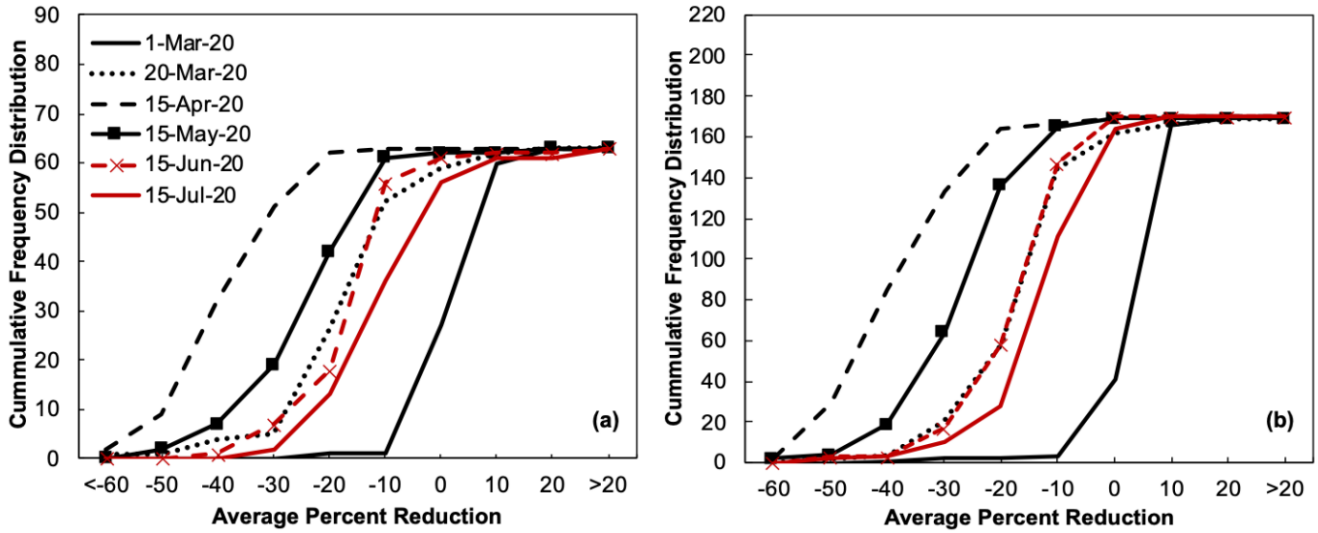 90
80
70
60
50
40
30
20
10
0
Cummulative Frequency Distribution
1-Mar-20
20-Mar-20
15-Apr-20
15-May-20
15-Jun-20
15-Jul-20
(a)
<-60 -50 -40 -30 -20 -10 0 10 20 >20
Average Percent Reduction
220
200
180
160
140
120
100
80
60
40
20
0
Cummulative Frequency Distribution
(b)
-60 -50 -40 -30 -20 -10 0 10 20 >20
Average Percent Reduction